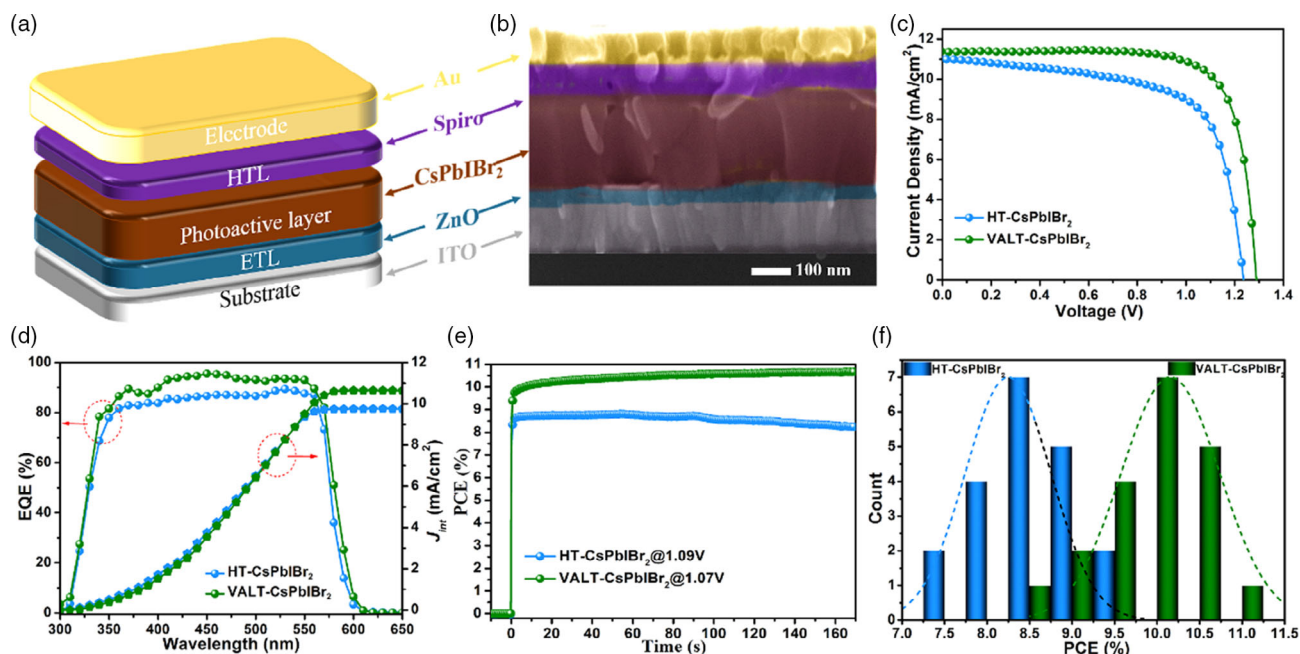 (a)
Electrode
HTL
Photoactive layer
ETL
Substrate
Au
Spiro
CsPbIBr2
ZnO
ITO
(b)
100 nm
(c)
Current Density (mA/cm2)
14
12
10
8
6
4
2
0
HT-CsPbIBr2
VALT-CsPbIBr2
0.0 0.2 0.4 0.6 0.8 1.0 1.2 1.4
Voltage (V)
(d)
EQE (%)
100
80
60
40
20
0
12
10
8
6
4
2
0
Jint (mA/cm2)
HT-CsPbIBr2
VALT-CsPbIBr2
300 350 400 450 500 550 600 650
Wavelength (nm)
(e)
PCE (%)
11
10
9
8
7
6
5
4
3
2
1
0
HT-CsPbIBr2@1.09V
VALT-CsPbIBr2@1.07V
0 20 40 60 80 100 120 140 160
Time (s)
(f)
HT-CsPbIBr2
VALT-CsPbIBr2
Count
7
6
5
4
3
2
1
0
7.0 7.5 8.0 8.5 9.0 9.5 10.0 10.5 11.0 11.5
PCE (%)